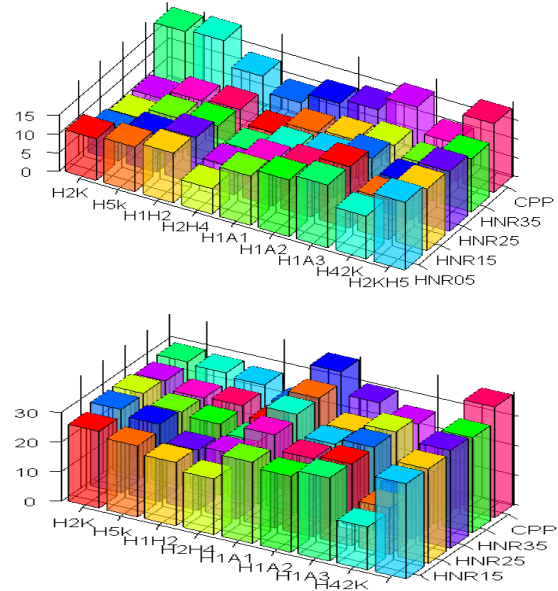 15
10
5
0
H2K
H5k
H1H2
H2H4
H1A1
H1A2
H1A3
H42K
H2KH5
HNR05
HNR15
HNR25
HNR35
CPP
30
20
10
0
H2K
H5k
H1H2
H2H4
H1A1
H1A2
H1A3
H42K
HNR15
HNR25
HNR35
CPP